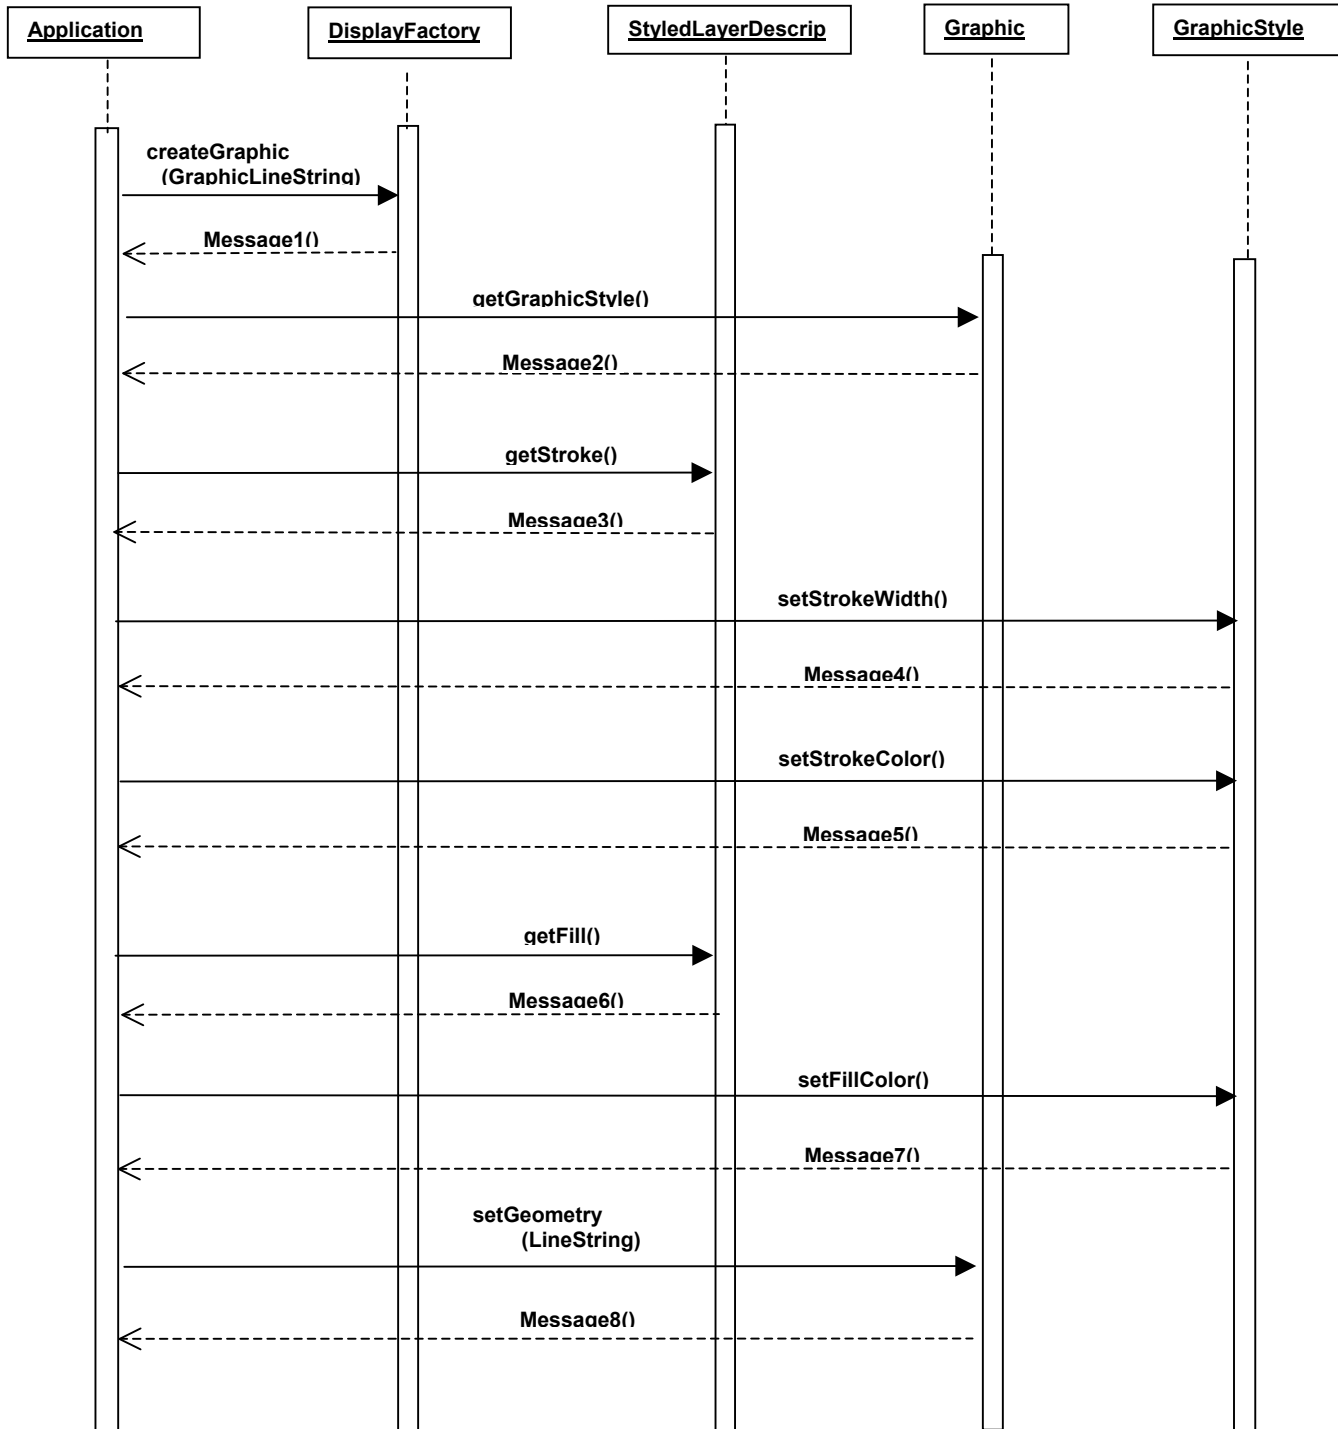 Application
DisplayFactory
StyledLayerDescrip
Graphic
GraphicStyle
createGraphic
(GraphicLineString)
Message1()
getGraphicStyle()
Message2()
getStroke()
Message3()
setStrokeWidth()
Message4()
setStrokeColor()
Message5()
getFill()
Message6()
setFillColor()
Message7()
setGeometry
(LineString)
Message8()